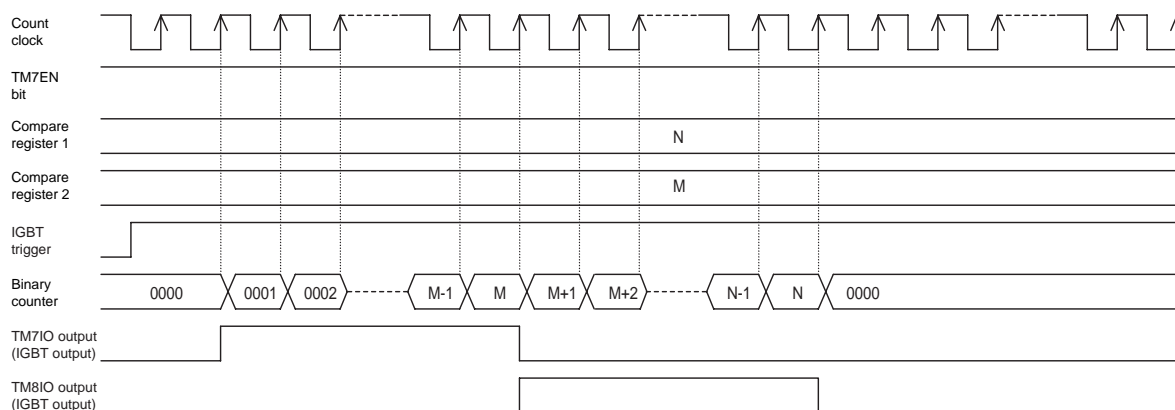 Count
clock
TM7EN
bit
Compare
register 1
N
Compare
register 2
M
IGBT
trigger
Binary
counter
0000 0001 0002 M-1 M M+1 M+2 N-1 N 0000
TM7IO output
(IGBT output)
TM8IO output
(IGBT output)